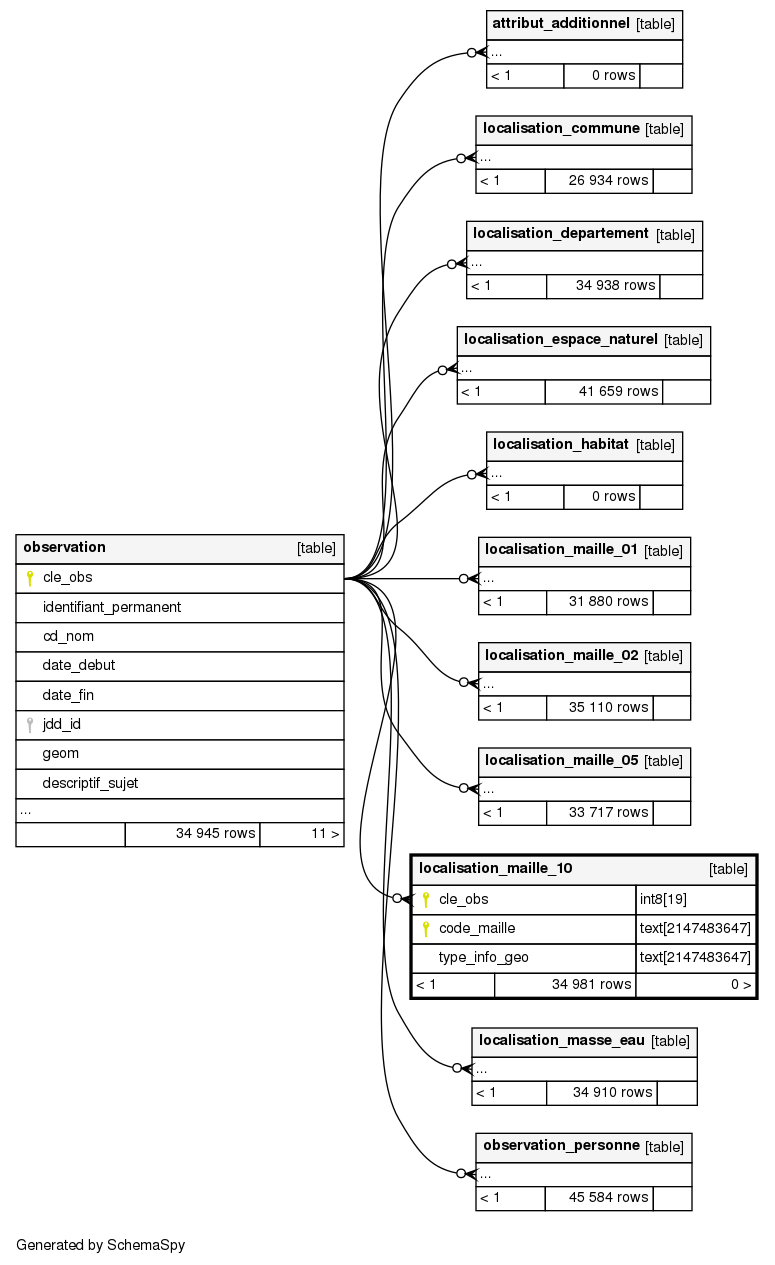 attribut_additionnel [table]
...
< 1 0 rows
localisation_commune [table]
...
< 1 26 934 rows
localisation_departement [table]
...
< 1 34 938 rows
localisation_espace_naturel [table]
...
< 1 41 659 rows
localisation_habitat [table]
...
< 1 0 rows
observation [table]
cle_obs
identifiant_permanent
cd_nom
date_debut
date_fin
jdd_id
geom
descriptif_sujet
...
34 945 rows 11 >
localisation_maille_01 [table]
...
< 1 31 880 rows
localisation_maille_02 [table]
...
< 1 35 110 rows
localisation_maille_05 [table]
...
< 1 33 717 rows
localisation_maille_10 [table]
cle_obs int8[19]
code_maille text[2147483647]
type_info_geo text[2147483647]
< 1 34 981 rows 0 >
localisation_masse_eau [table]
...
< 1 34 910 rows
observation_personne [table]
...
< 1 45 584 rows
Generated by SchemaSpy